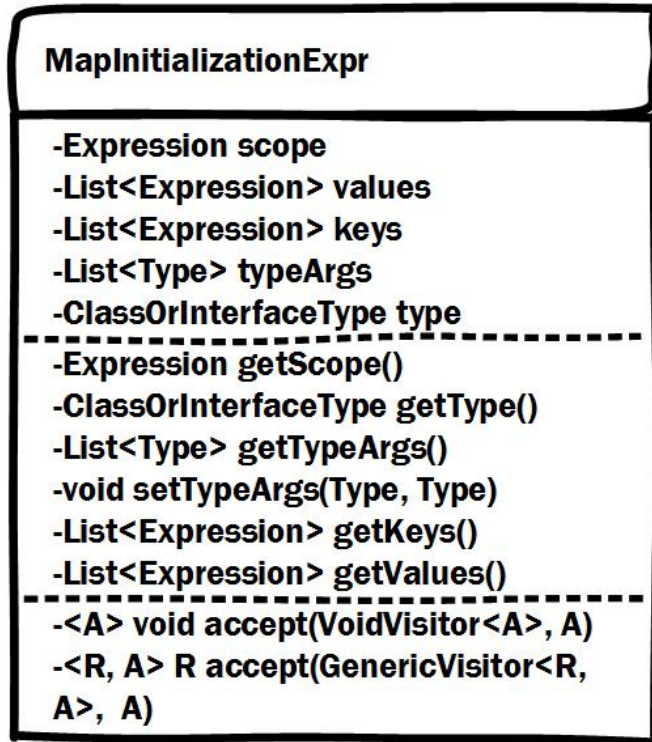 MapInitializationExpr
-Expression scope
-List<Expression> values
-List<Expression> keys
-List<Type> typeArgs
-ClassOrInterfaceType type
-Expression getScope()
-ClassOrInterfaceType getType()
-List<Type> getTypeArgs()
-void setTypeArgs(Type, Type)
-List<Expression> getKeys()
-List<Expression> getValues()
-<A> void accept(VoidVisitor<A>, A)
-<R, A> R accept(GenericVisitor<R,
A>, A)